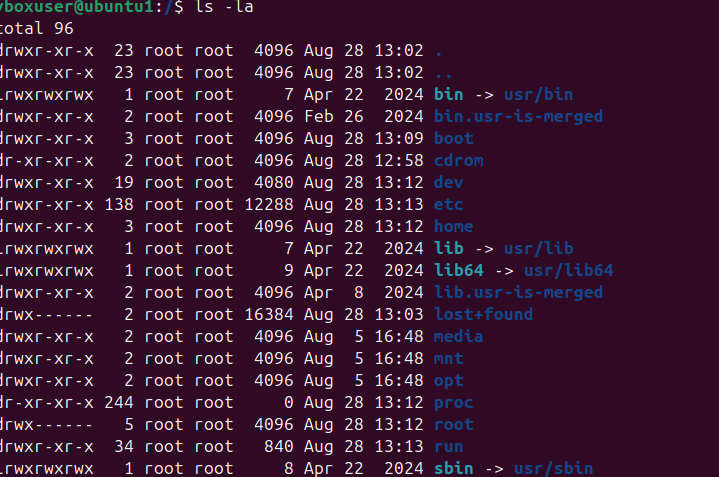 vboxuser@ubuntu1:/$ ls -la
total 96
drwxr-xr-x  23 root root  4096 Aug 28 13:02 .
drwxr-xr-x  23 root root  4096 Aug 28 13:02 ..
lrwxrwxrwx   1 root root     7 Apr 22  2024 bin -> usr/bin
drwxr-xr-x   2 root root  4096 Feb 26  2024 bin.usr-is-merged
drwxr-xr-x   3 root root  4096 Aug 28 13:09 boot
dr-xr-xr-x   2 root root  4096 Aug 28 12:58 cdrom
drwxr-xr-x  19 root root  4080 Aug 28 13:12 dev
drwxr-xr-x 138 root root 12288 Aug 28 13:13 etc
drwxr-xr-x   3 root root  4096 Aug 28 13:12 home
lrwxrwxrwx   1 root root     7 Apr 22  2024 lib -> usr/lib
lrwxrwxrwx   1 root root     9 Apr 22  2024 lib64 -> usr/lib64
drwxr-xr-x   2 root root  4096 Apr  8  2024 lib.usr-is-merged
drwx------   2 root root 16384 Aug 28 13:03 lost+found
drwxr-xr-x   2 root root  4096 Aug  5 16:48 media
drwxr-xr-x   2 root root  4096 Aug  5 16:48 mnt
drwxr-xr-x   2 root root  4096 Aug  5 16:48 opt
dr-xr-xr-x 244 root root     0 Aug 28 13:12 proc
drwx------   5 root root  4096 Aug 28 13:12 root
drwxr-xr-x  34 root root   840 Aug 28 13:13 run
lrwxrwxrwx   1 root root     8 Apr 22  2024 sbin -> usr/sbin